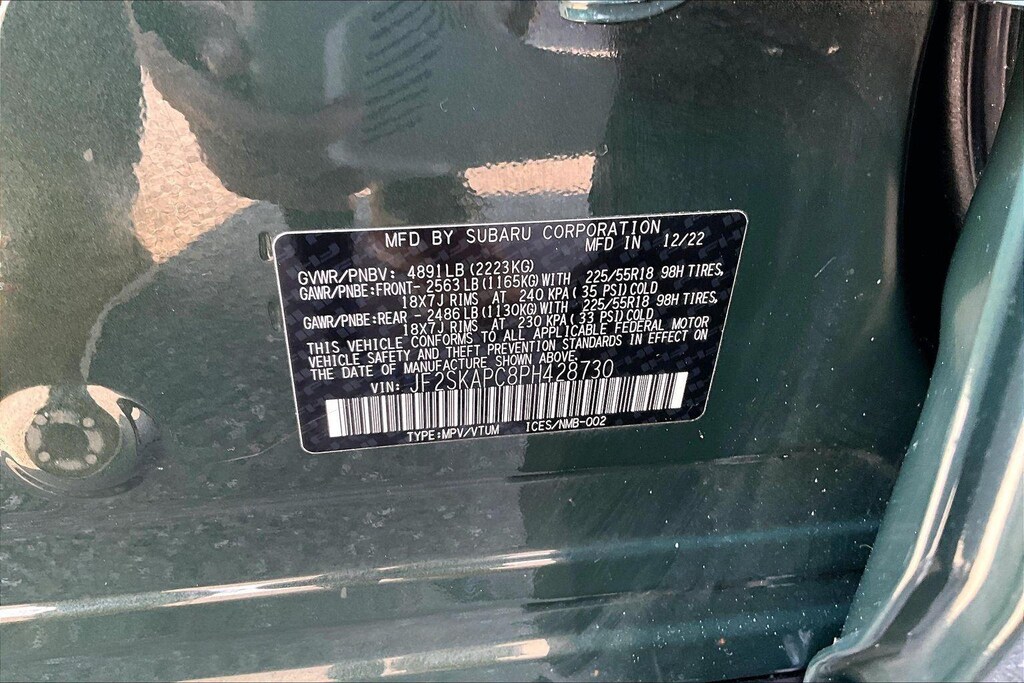 MFD BY SUBARU CORPORATION
MFD IN 12/22
GVWR/PNBV: 4891LB (2223KG)
GAWR/PNBE:FRONT- 2563LB (1165KG) WITH 225/55R18 98H TIRES,
18X7J RIMS AT 240 KPA (35 PSI) COLD
GAWR/PNBE:REAR - 2486LB (1130KG) WITH 225/55R18 98H TIRES,
18X7J RIMS AT 230 KPA (33 PSI) COLD
THIS VEHICLE CONFORMS TO ALL APPLICABLE FEDERAL MOTOR
VEHICLE SAFETY AND THEFT PREVENTION STANDARDS IN EFFECT ON
THE DATE OF MANUFACTURE SHOWN ABOVE.
VIN: JF2SKAPC8PH428730
TYPE:MPV/VTUM ICES/NMB-002